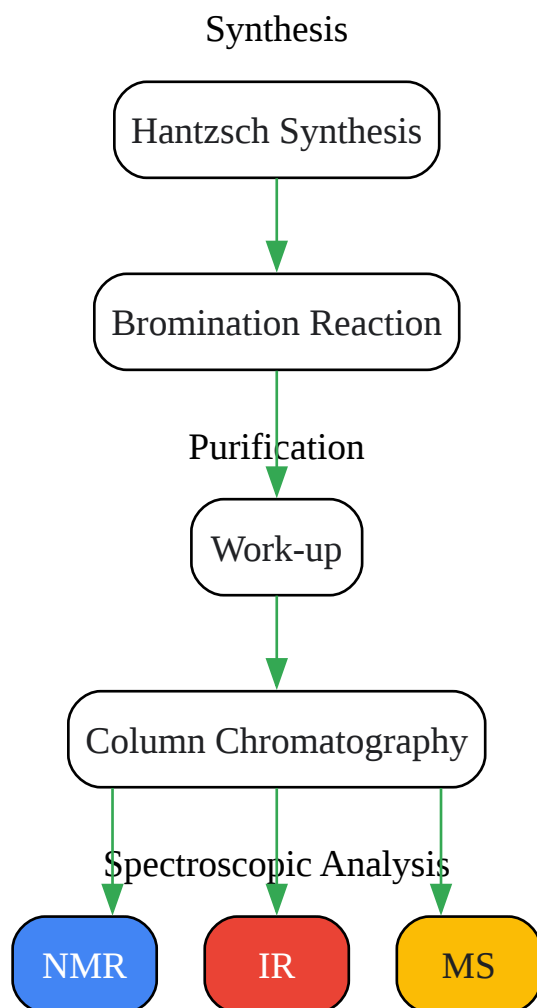 Synthesis
Hantzsch Synthesis
Bromination Reaction
Purification
Work-up
Column Chromatography
Spectroscopic Analysis
NMR
IR
MS